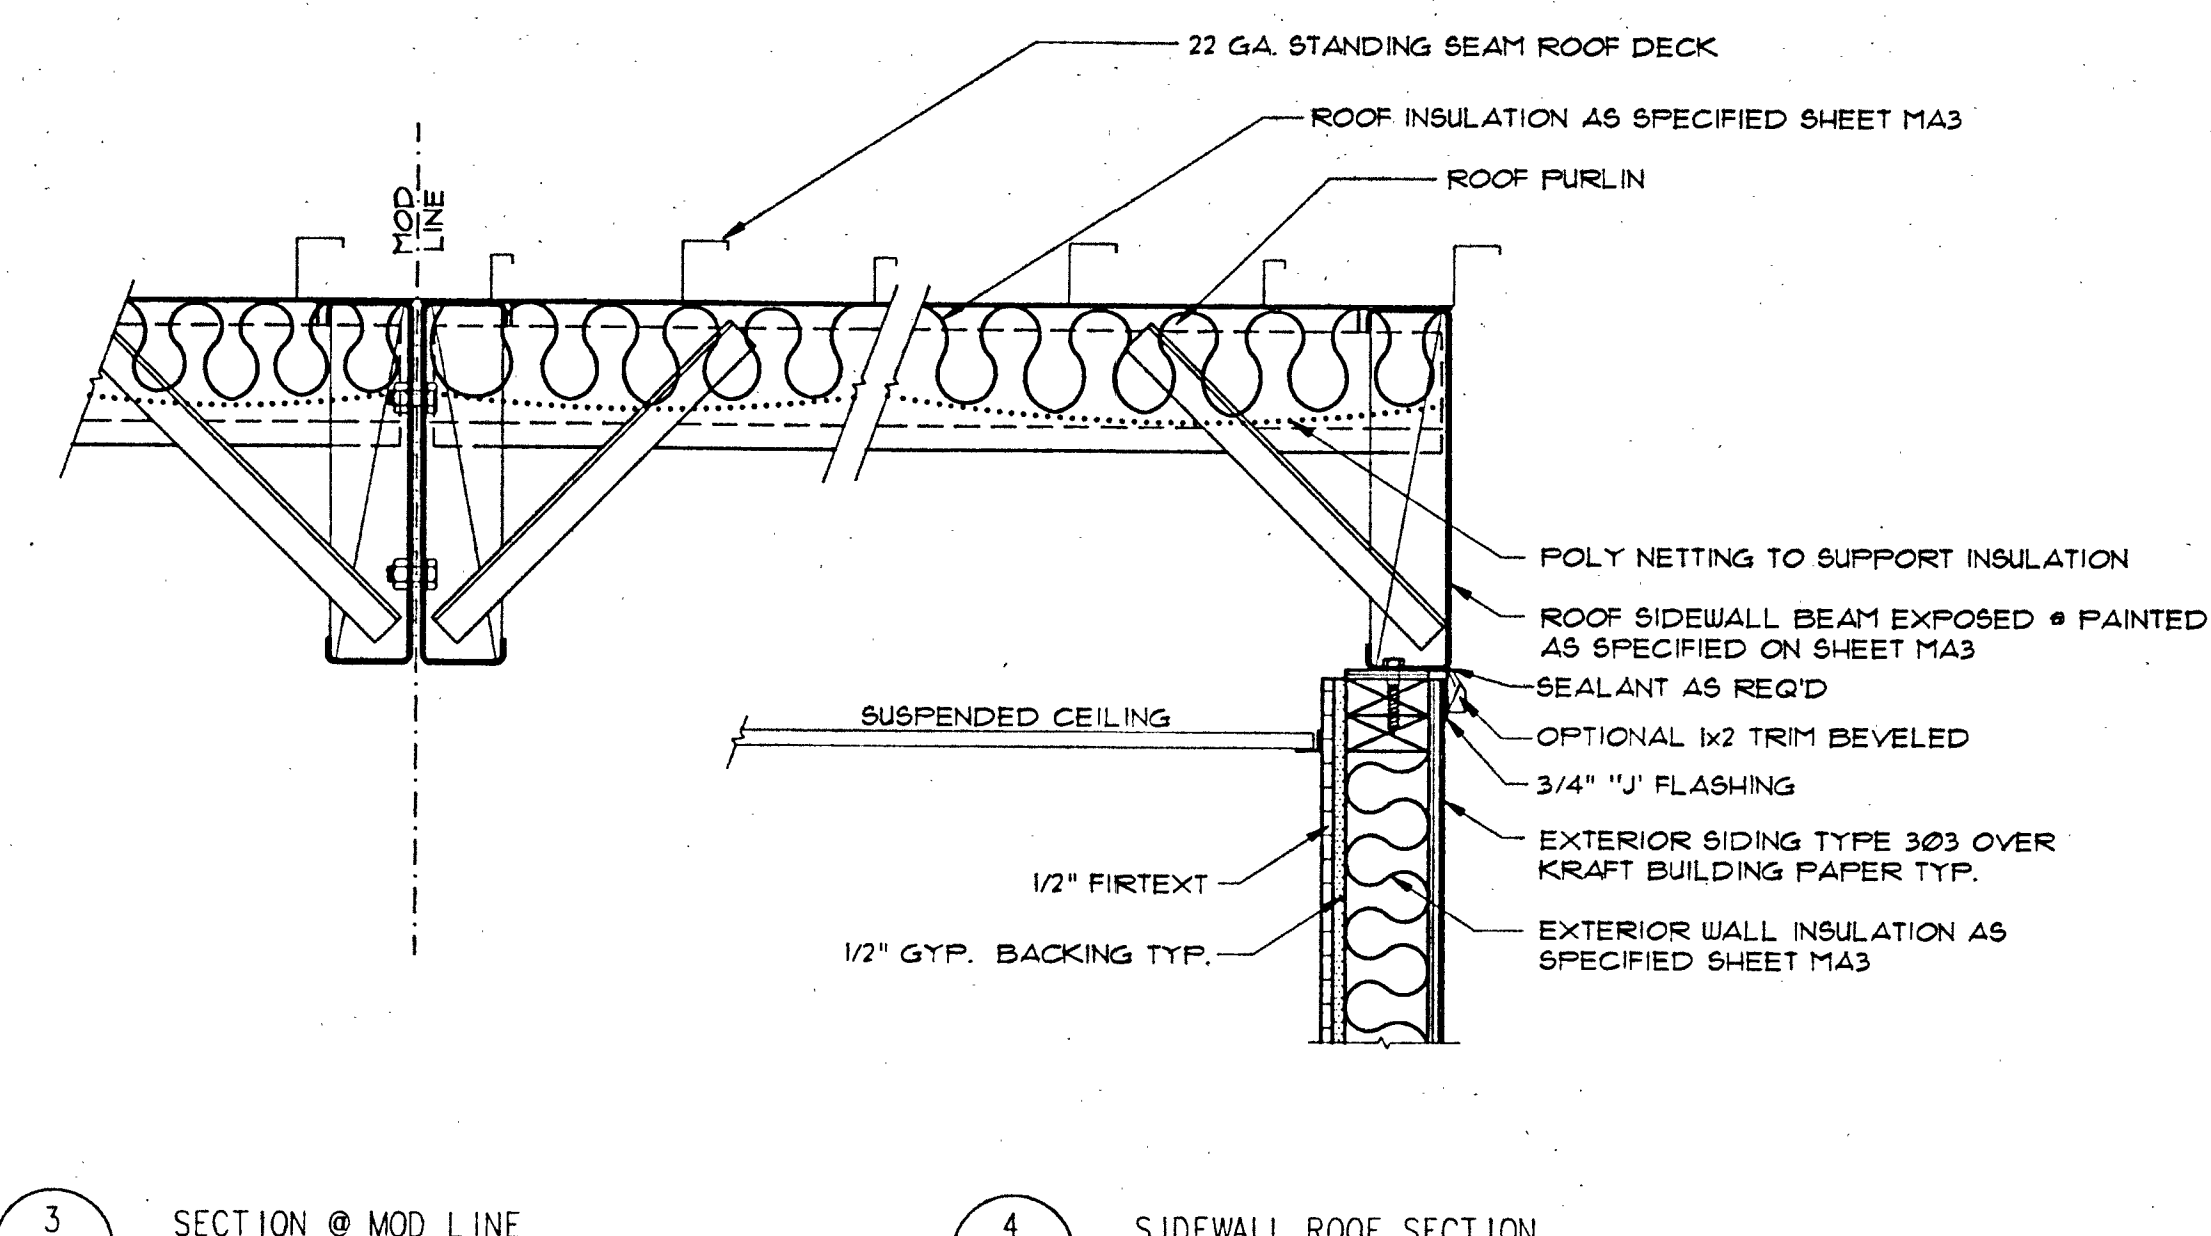 22 GA. STANDING SEAM ROOF DECK
ROOF INSULATION AS SPECIFIED SHEET MA3
ROOF PURLIN
MOD
LINE
POLY NETTING TO SUPPORT INSULATION
ROOF SIDEWALL BEAM EXPOSED & PAINTED
AS SPECIFIED ON SHEET MA3
SEALANT AS REQ'D
SUSPENDED CEILING
OPTIONAL 1x2 TRIM BEVELED
3/4" "J' FLASHING
EXTERIOR SIDING TYPE 303 OVER
KRAFT BUILDING PAPER TYP.
1/2" FIRTEXT
EXTERIOR WALL INSULATION AS
SPECIFIED SHEET MA3
1/2" GYP. BACKING TYP.
3 SECTION @ MOD LINE
4 SIDEWALL ROOF SECTION